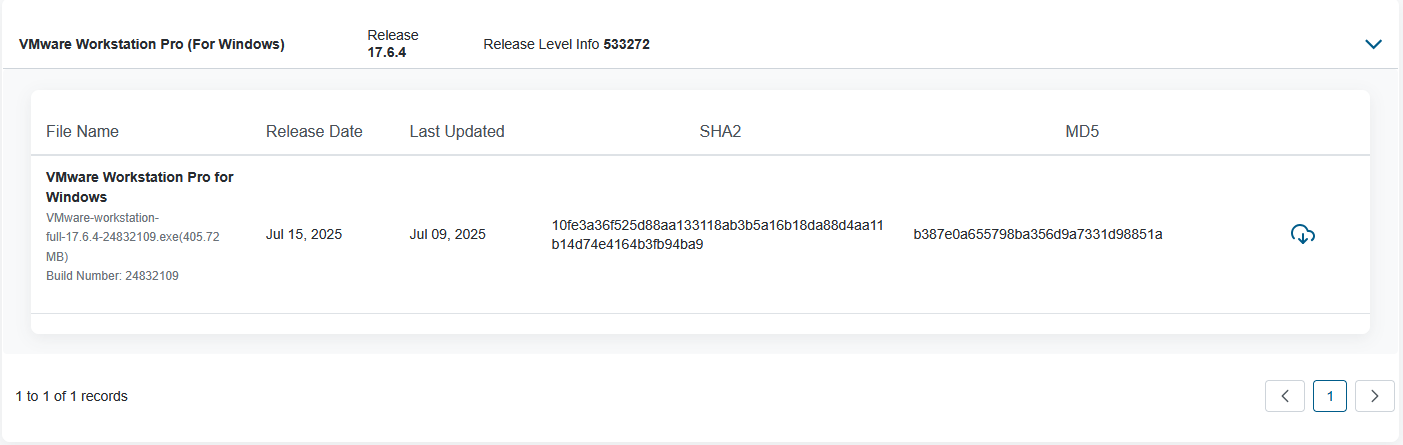 VMware Workstation Pro (For Windows)
Release
17.6.4
Release Level Info 533272
File Name
Release Date
Last Updated
SHA2
MD5
VMware Workstation Pro for
Windows
VMware-workstation-
full-17.6.4-24832109.exe(405.72
MB)
Build Number: 24832109
Jul 15, 2025
Jul 09, 2025
10fe3a36f525d88aa133118ab3b5a16b18da88d4aa11
b14d74e4164b3fb94ba9
b387e0a655798ba356d9a7331d98851a
1 to 1 of 1 records
1